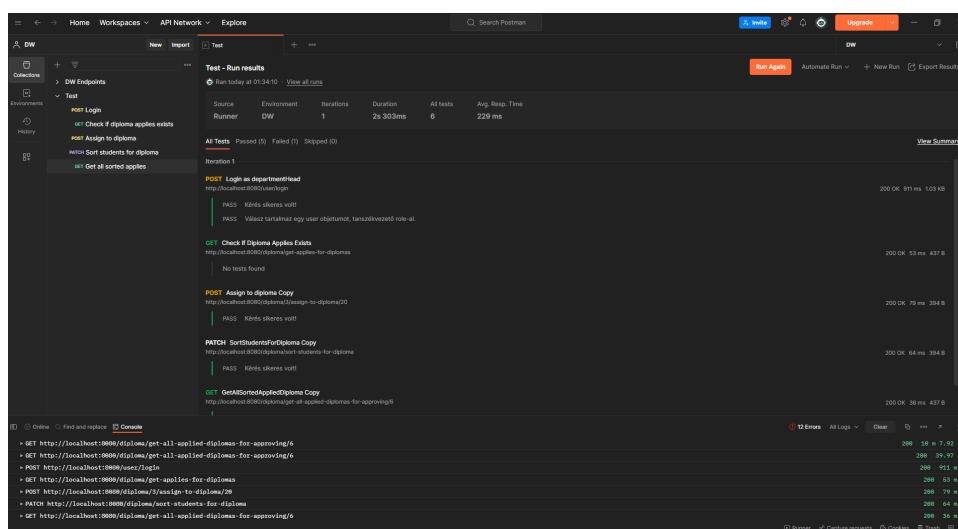 Home Workspaces API Network Explore Search Postman Invite Upgrade
DW New Import Test DW
Collections
Environments
History
DW Endpoints
Test
POST Login
GET Check if diploma applies exists
POST Assign to diploma
PATCH Sort students for diploma
GET Get all sorted applies
Test - Run results
Run Again Automate Run + New Run Export Results
Ran today at 01:34:10 · View all runs
Source Environment Iterations Duration All tests Avg. Resp. Time
Runner DW 1 2s 303ms 6 229 ms
All Tests Passed (5) Failed (1) Skipped (0) View Summar
Iteration 1
POST Login as departmentHead
http://localhost:8080/user/login
200 OK 911 ms 1.03 KB
PASS Kérés sikeres volt!
PASS Válasz tartalmaz egy user objetumot, tanszékvezető role-al.
GET Check If Diploma Applies Exists
http://localhost:8080/diploma/get-applies-for-diplomas
200 OK 53 ms 437 B
No tests found
POST Assign to diploma Copy
http://localhost:8080/diploma/3/assign-to-diploma/20
200 OK 79 ms 394 B
PASS Kérés sikeres volt!
PATCH SortStudentsForDiploma Copy
http://localhost:8080/diploma/sort-students-for-diploma
200 OK 64 ms 394 B
PASS Kérés sikeres volt!
GET GetAllSortedAppliedDiploma Copy
http://localhost:8080/diploma/get-all-applied-diplomas-for-approving/6
200 OK 36 ms 437 B
Online Find and replace Console 12 Errors All Logs Clear
GET http://localhost:8080/diploma/get-all-applied-diplomas-for-approving/6 200 10 m 7.92
GET http://localhost:8080/diploma/get-all-applied-diplomas-for-approving/6 200 39.97
POST http://localhost:8080/user/login 200 911 m
GET http://localhost:8080/diploma/get-applies-for-diplomas 200 53 m
POST http://localhost:8080/diploma/3/assign-to-diploma/20 200 79 m
PATCH http://localhost:8080/diploma/sort-students-for-diploma 200 64 m
GET http://localhost:8080/diploma/get-all-applied-diplomas-for-approving/6 200 36 m
Runner Capture requests Cookies Trash